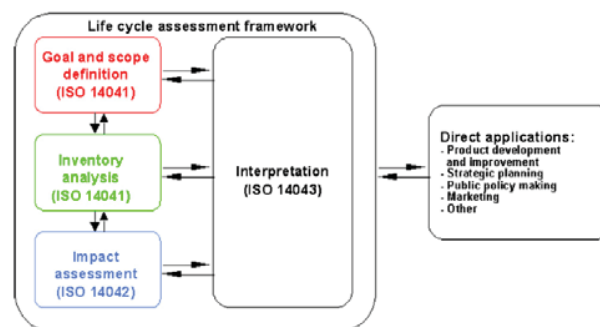 Life cycle assessment framework
Goal and scope
definition
(ISO 14041)
Inventory
analysis
(ISO 14041)
Impact
assessment
(ISO 14042)
Interpretation
(ISO 14043)
Direct applications:
- Product development
and improvement
- Strategic planning
- Public policy making
- Marketing
- Other